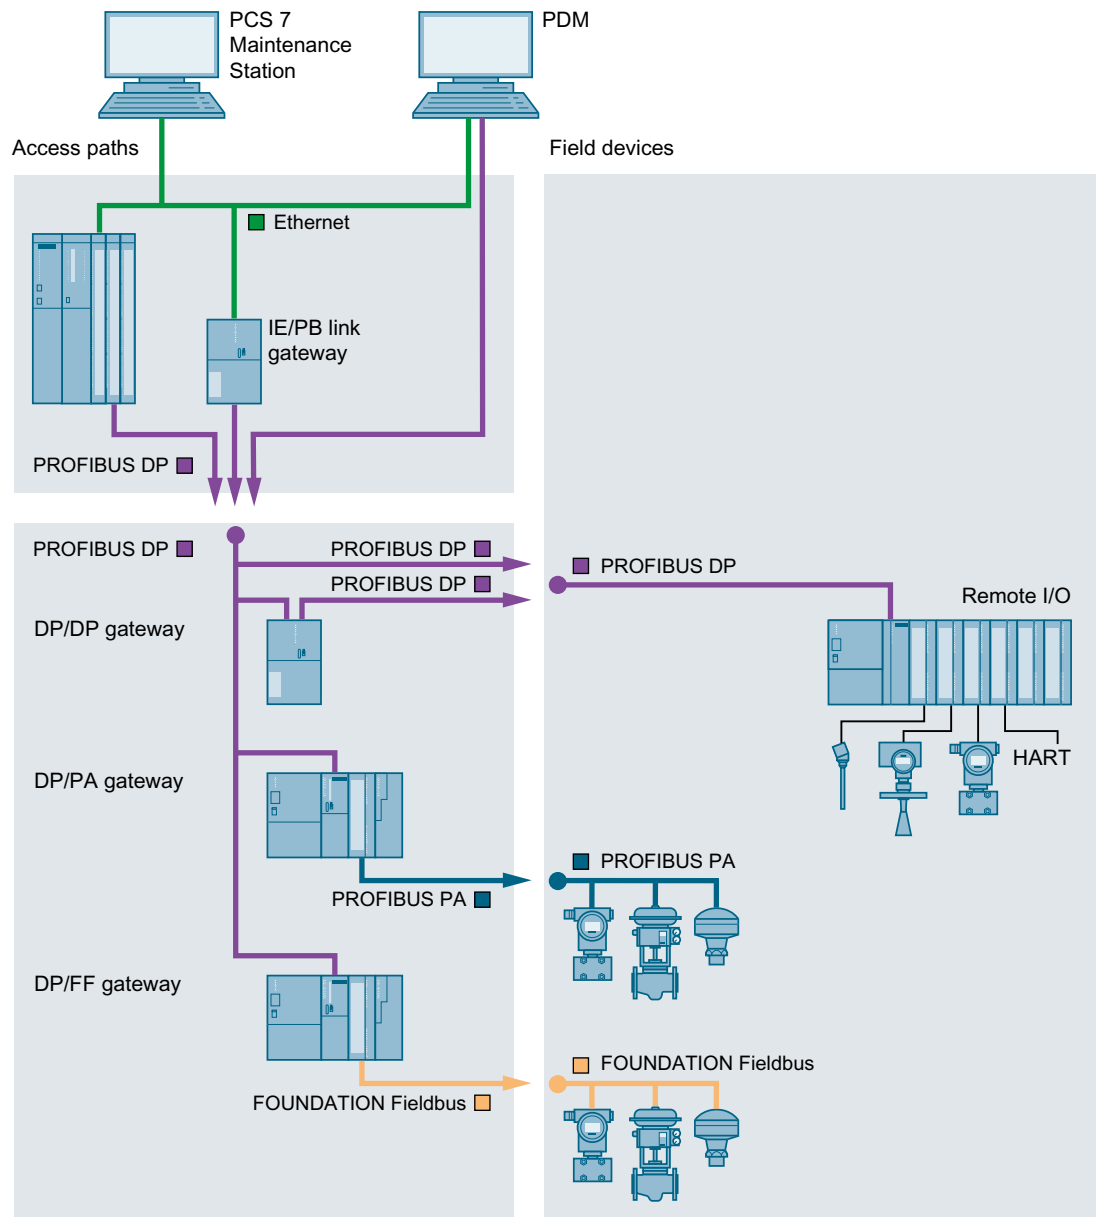 PCS 7
Maintenance
Station
PDM
Access paths
Field devices
Ethernet
IE/PB link
gateway
PROFIBUS DP
PROFIBUS DP
PROFIBUS DP
PROFIBUS DP
PROFIBUS DP
Remote I/O
DP/DP gateway
HART
DP/PA gateway
PROFIBUS PA
PROFIBUS PA
DP/FF gateway
FOUNDATION Fieldbus
FOUNDATION Fieldbus